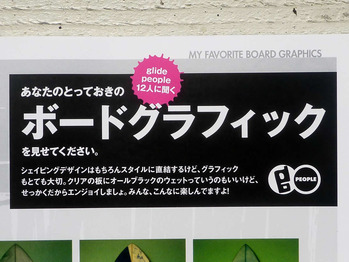 MY FAVORITE BOARD GRAPHICS
glide
people
12人に聞く
あなたのとっておきの
ボードグラフィック
を見せてください。
シェイピングデザインはもちろんスタイルに直結するけど、グラフィック
もとても大切。クリアの板にオールブラックのウェットっていうのもいいけど、
せっかくだからエンジョイしましょ。みんな、こんなに楽しんでますよ!
PEOPLE